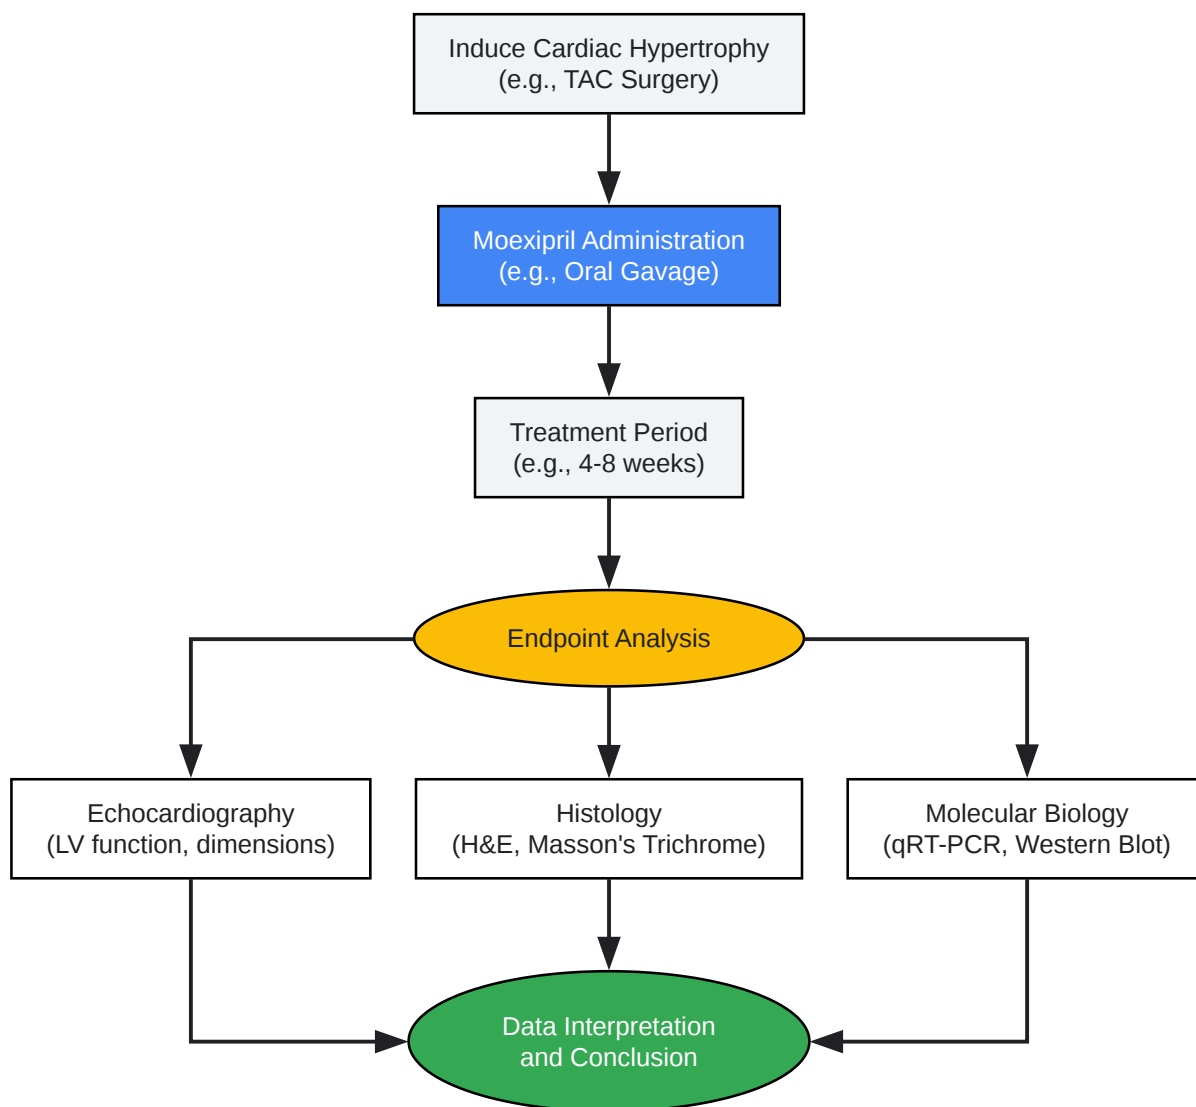 Induce Cardiac Hypertrophy
(e.g., TAC Surgery)
Moexipril Administration
(e.g., Oral Gavage)
Treatment Period
(e.g., 4-8 weeks)
Endpoint Analysis
Echocardiography
(LV function, dimensions)
Histology
(H&E, Masson's Trichrome)
Molecular Biology
(qRT-PCR, Western Blot)
Data Interpretation
and Conclusion